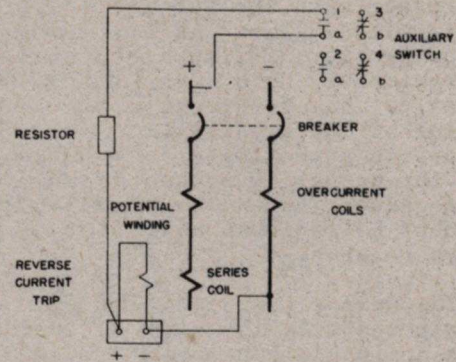 1 3
a b
AUXILIARY
SWITCH
2 4
a b
+ -
RESISTOR
BREAKER
POTENTIAL
WINDING
OVERCURRENT
COILS
REVERSE
CURRENT
TRIP
SERIES
COIL
+ -